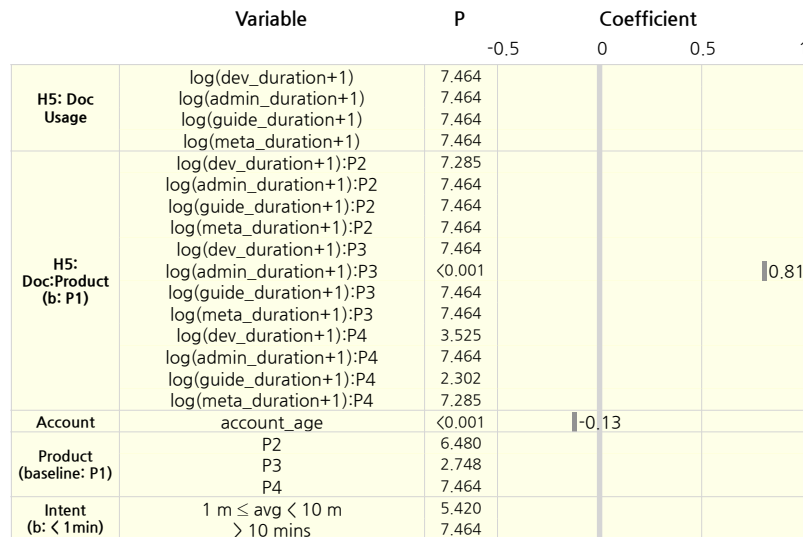 Variable P Coefficient
-0.5 0 0.5 1
H5: Doc Usage
log(dev_duration+1) 7.464
log(admin_duration+1) 7.464
log(guide_duration+1) 7.464
log(meta_duration+1) 7.464
H5: Doc:Product (b: P1)
log(dev_duration+1):P2 7.285
log(admin_duration+1):P2 7.464
log(guide_duration+1):P2 7.464
log(meta_duration+1):P2 7.464
log(dev_duration+1):P3 7.464
log(admin_duration+1):P3 <0.001 0.81
log(guide_duration+1):P3 7.464
log(meta_duration+1):P3 7.464
log(dev_duration+1):P4 3.525
log(admin_duration+1):P4 7.464
log(guide_duration+1):P4 2.302
log(meta_duration+1):P4 7.285
Account account_age <0.001 -0.13
Product (baseline: P1)
P2 6.480
P3 2.748
P4 7.464
Intent (b: < 1min)
1 m ≤ avg < 10 m 5.420
> 10 mins 7.464